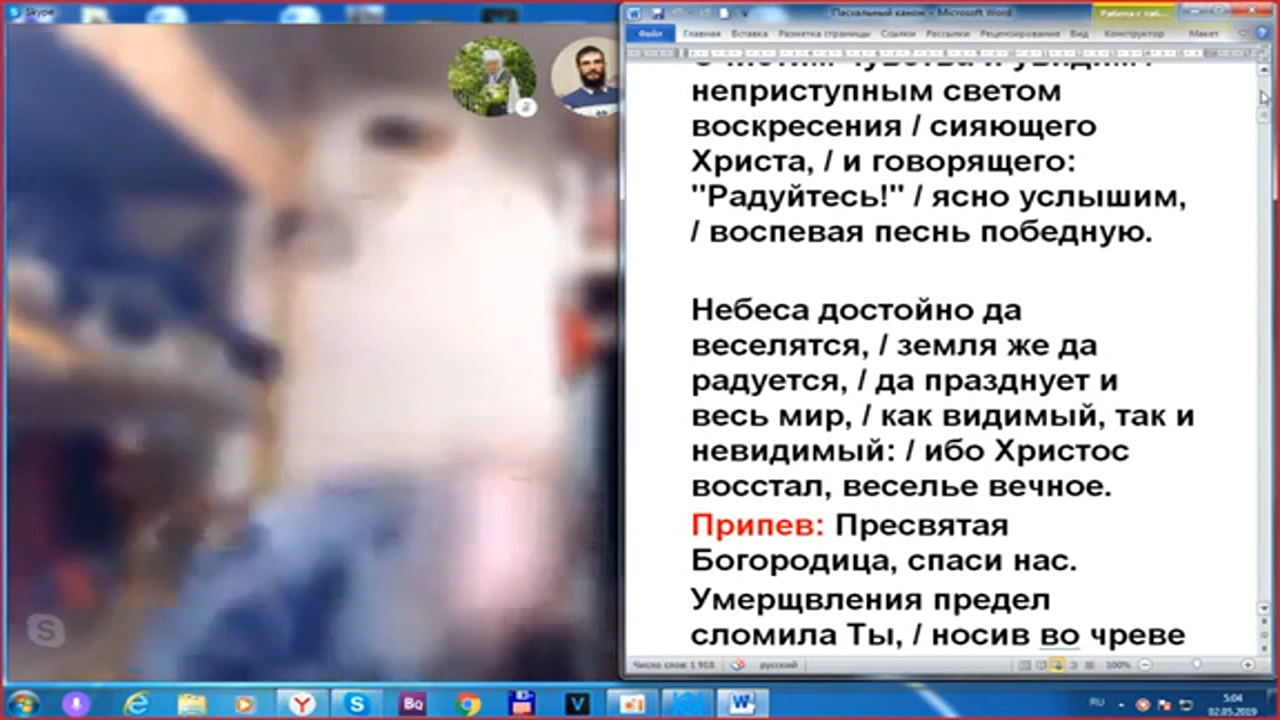 Skype
Пасхальный канон - Microsoft Word
Работа с таб...
Файл Главная Вставка Разметка страницы Ссылки Рассылки Рецензирование Вид Конструктор Макет
неприступным светом
воскресения / сияющего
Христа, / и говорящего:
"Радуйтесь!" / ясно услышим,
/ воспевая песнь победную.
Небеса достойно да
веселятся, / земля же да
радуется, / да празднует и
весь мир, / как видимый, так и
невидимый: / ибо Христос
восстал, веселье вечное.
Припев: Пресвятая
Богородица, спаси нас.
Умерщвления предел
сломила Ты, / носив во чреве
Число слов: 1 918 русский 100%
RU 5:04
02.05.2019